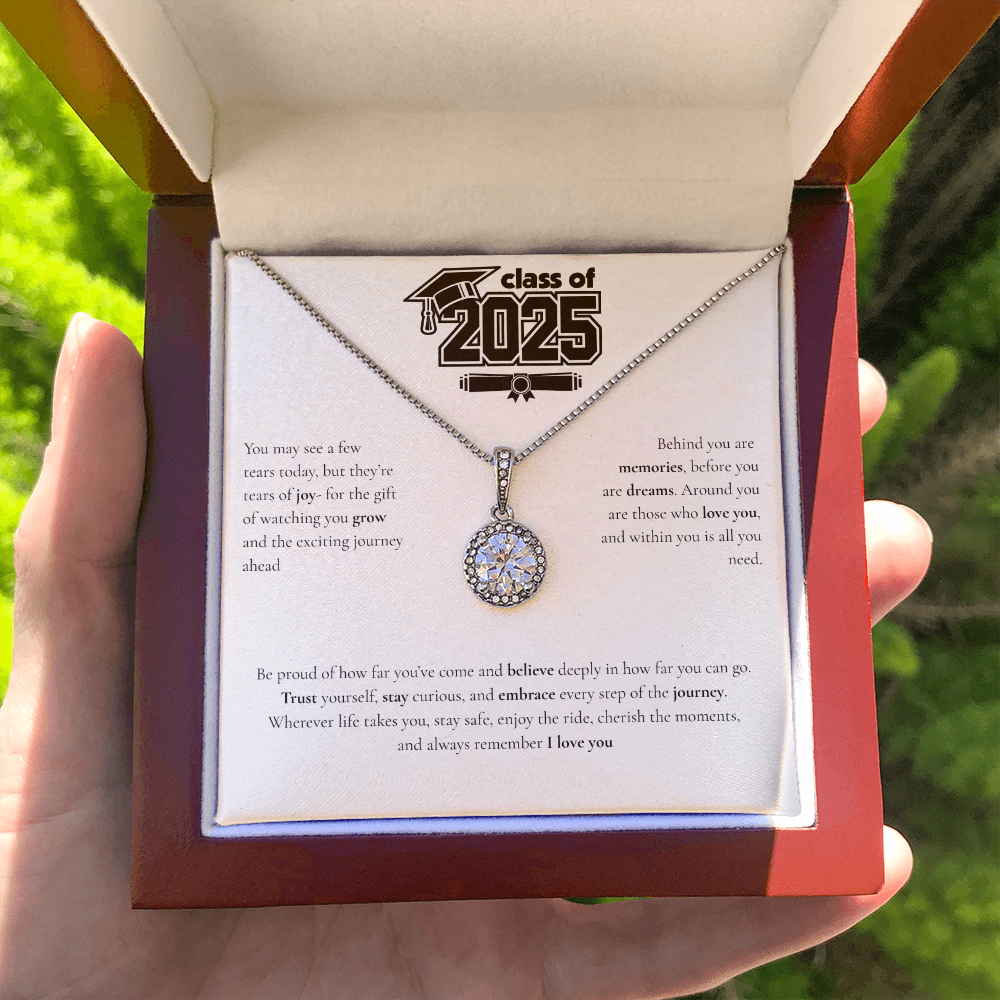 class of
2025
You may see a few
tears today, but they're
tears of joy- for the gift
of watching you grow
and the exciting journey
ahead
Behind you are
memories, before you
are dreams. Around you
are those who love you,
and within you is all you
need.
Be proud of how far you've come and believe deeply in how far you can go.
Trust yourself, stay curious, and embrace every step of the journey.
Wherever life takes you, stay safe, enjoy the ride, cherish the moments,
and always remember I love you